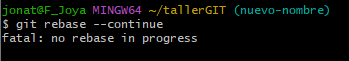 jonat@F_Joya MINGW64 ~/tallerGIT (nuevo-nombre)
$ git rebase --continue
fatal: no rebase in progress